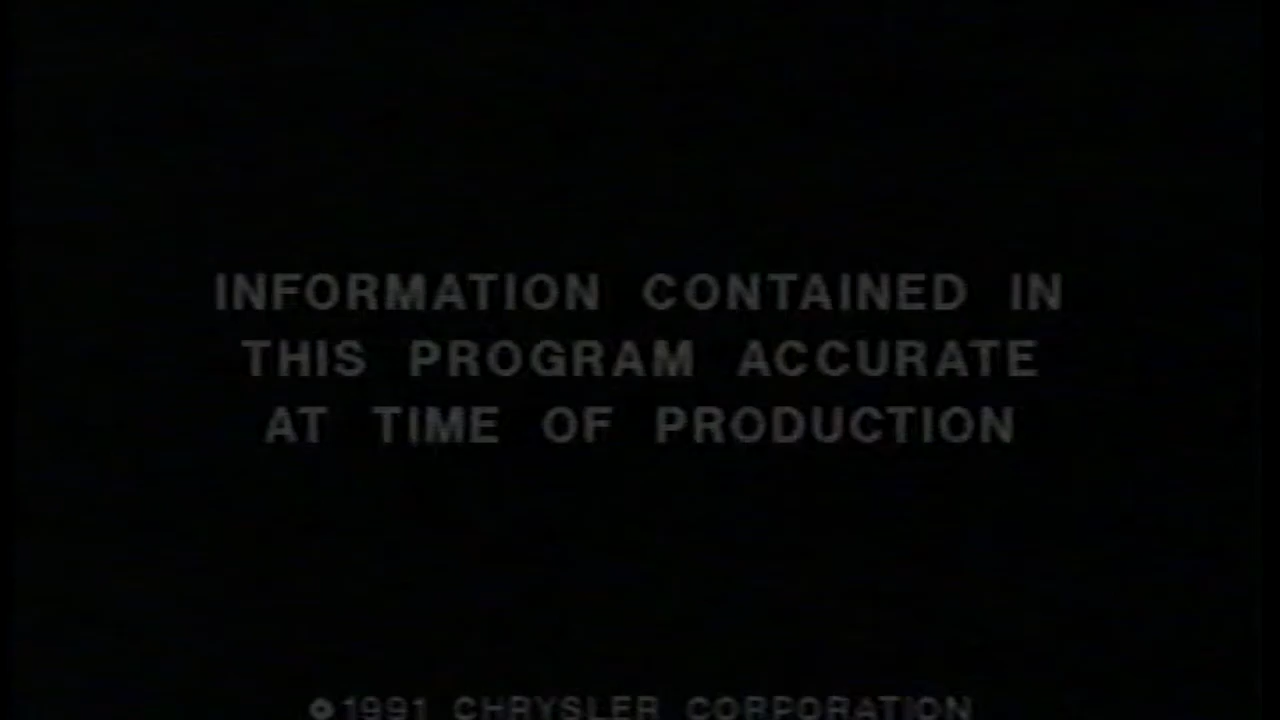 INFORMATION CONTAINED IN
THIS PROGRAM ACCURATE
AT TIME OF PRODUCTION
©1991 CHRYSLER CORPORATION